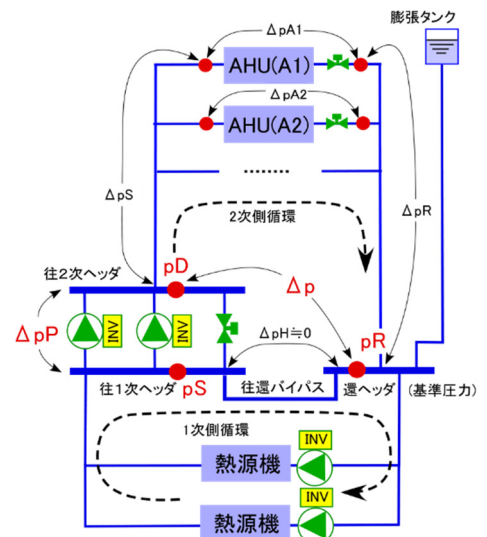 膨張タンク
ΔpA1
AHU(A1)
ΔpA2
AHU(A2)
········
ΔpS
ΔpR
2次側循環
往2次ヘッダ
pD
Δp
INV
INV
ΔpP
ΔpH≒0
pR
往1次ヘッダ
pS
往還バイパス
還ヘッダ
(基準圧力)
1次側循環
INV
熱源機
INV
熱源機